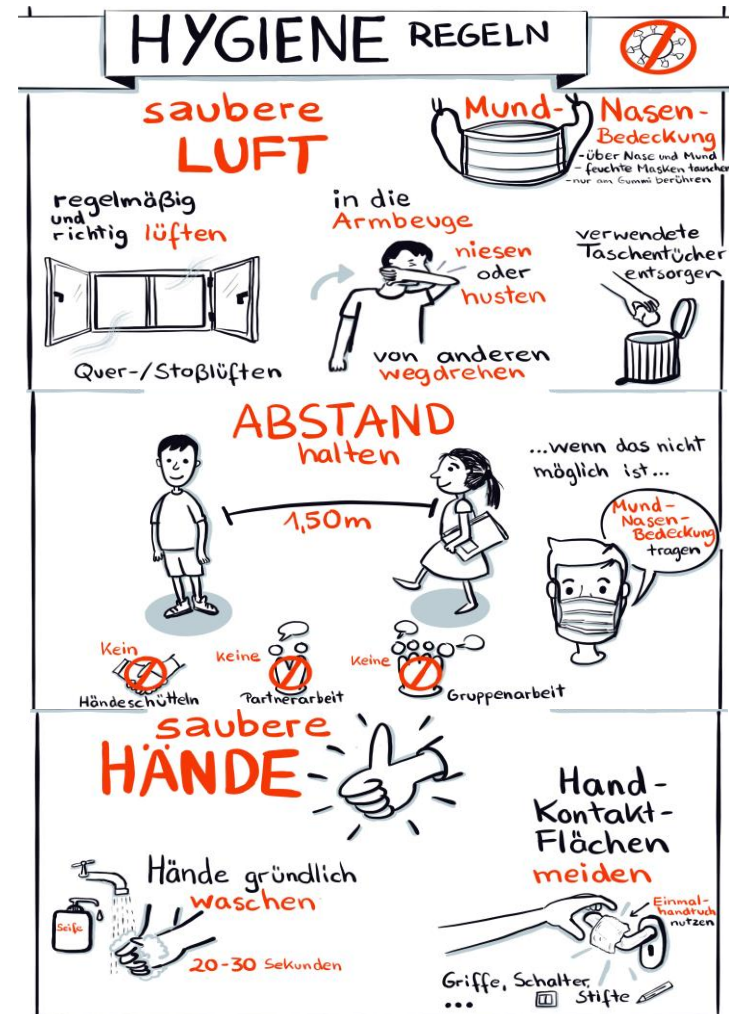 HYGIENE REGELN
saubere
LUFT
Mund-Nasen-
Bedeckung
-über Nase und Mund
-feuchte Masken tauschen
-nur am Gummi berühren
regelmäßig
und
richtig lüften
Quer-/Stoßlüften
in die
Armbeuge
niesen
oder
husten
von anderen
wegdrehen
verwendete
Taschentücher
entsorgen
ABSTAND
halten
1,50m
...wenn das nicht
möglich ist...
Mund-
Nasen-
Bedeckung
tragen
Kein
Händeschütteln
Keine
Partnerarbeit
Keine
Gruppenarbeit
saubere
HÄNDE
Hände gründlich
waschen
Seife
20-30 Sekunden
Hand-
Kontakt-
Flächen
meiden
Einmal-
handtuch
nutzen
Griffe, Schalter,
... Stifte